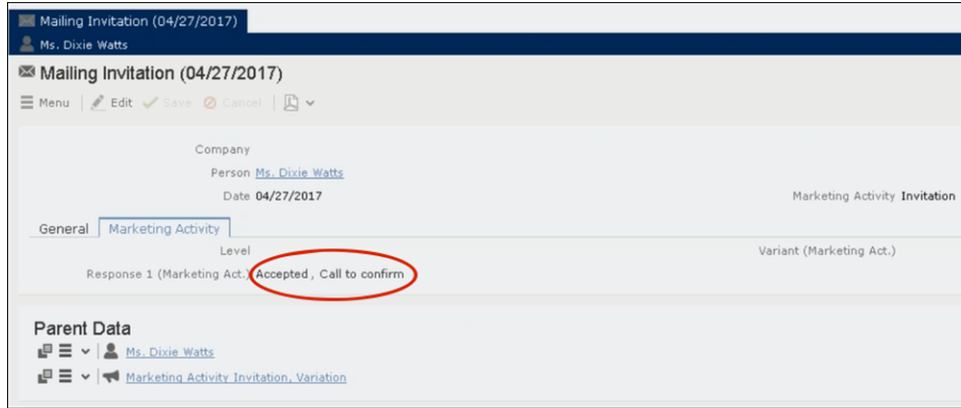 Mailing Invitation (04/27/2017)
Ms. Dixie Watts
Mailing Invitation (04/27/2017)
Menu Edit Save Cancel
Company
Person Ms. Dixie Watts
Date 04/27/2017 Marketing Activity Invitation
General Marketing Activity
Level Variant (Marketing Act.)
Response 1 (Marketing Act.) Accepted , Call to confirm
Parent Data
Ms. Dixie Watts
Marketing Activity Invitation, Variation